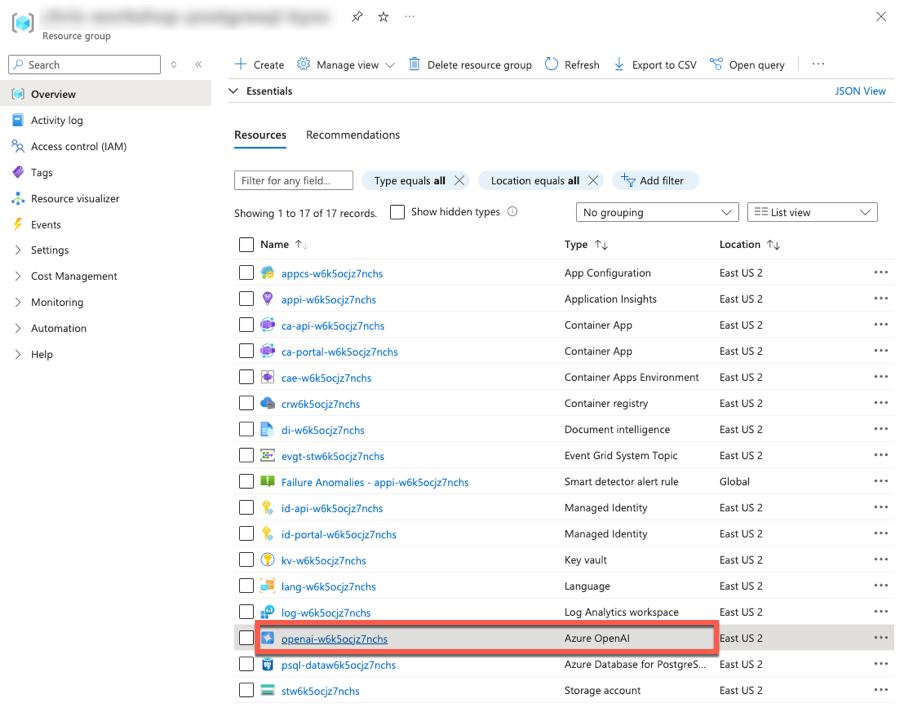 Resource group
Search
Create Manage view Delete resource group Refresh Export to CSV Open query
Overview
Activity log
Access control (IAM)
Tags
Resource visualizer
Events
Settings
Cost Management
Monitoring
Automation
Help
Essentials JSON View
Resources Recommendations
Filter for any field... Type equals all Location equals all Add filter
Showing 1 to 17 of 17 records. Show hidden types No grouping List view
Name Type Location
appcs-w6k5ocjz7nchs App Configuration East US 2
appi-w6k5ocjz7nchs Application Insights East US 2
ca-api-w6k5ocjz7nchs Container App East US 2
ca-portal-w6k5ocjz7nchs Container App East US 2
cae-w6k5ocjz7nchs Container Apps Environment East US 2
crw6k5ocjz7nchs Container registry East US 2
di-w6k5ocjz7nchs Document intelligence East US 2
evgt-stw6k5ocjz7nchs Event Grid System Topic East US 2
Failure Anomalies - appi-w6k5ocjz7nchs Smart detector alert rule Global
id-api-w6k5ocjz7nchs Managed Identity East US 2
id-portal-w6k5ocjz7nchs Managed Identity East US 2
kv-w6k5ocjz7nchs Key vault East US 2
lang-w6k5ocjz7nchs Language East US 2
log-w6k5ocjz7nchs Log Analytics workspace East US 2
openai-w6k5ocjz7nchs Azure OpenAI East US 2
psql-dataw6k5ocjz7nchs Azure Database for PostgreS... East US 2
stw6k5ocjz7nchs Storage account East US 2